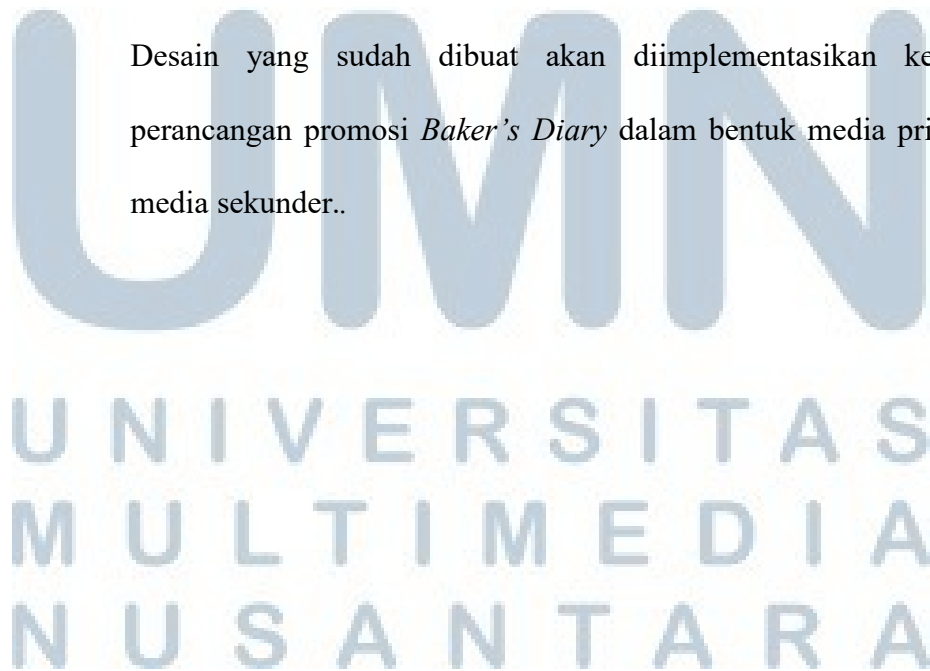 UMN
Desain yang sudah dibuat akan diimplementasikan ke
perancangan promosi Baker’s Diary dalam bentuk media pri
media sekunder..
UNIVERSITAS
MULTIMEDIA
NUSANTARA